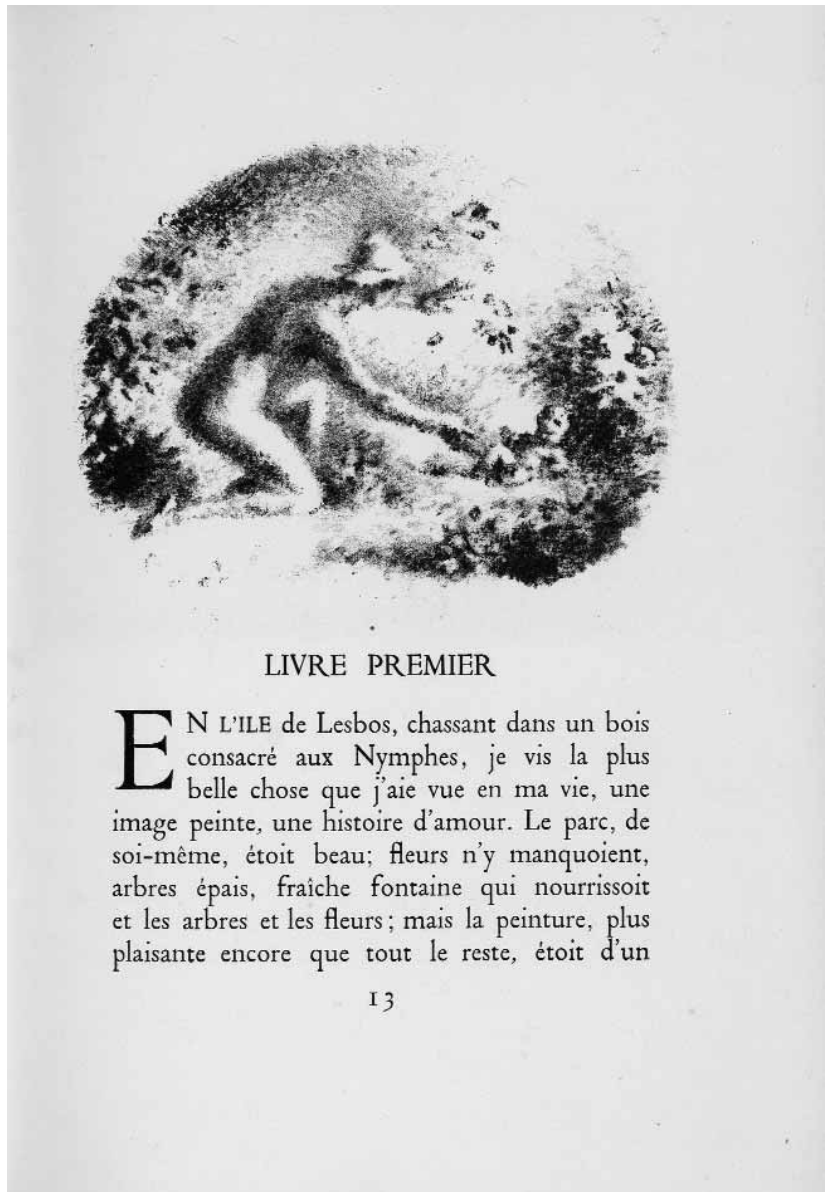 LIVRE PREMIER
EN L'ILE de Lesbos, chassant dans un bois
consacré aux Nymphes, je vis la plus
belle chose que j'aie vue en ma vie, une
image peinte, une histoire d'amour. Le parc, de
soi-même, étoit beau; fleurs n'y manquoient,
arbres épais, fraîche fontaine qui nourrissoit
et les arbres et les fleurs; mais la peinture, plus
plaisante encore que tout le reste, étoit d'un
13